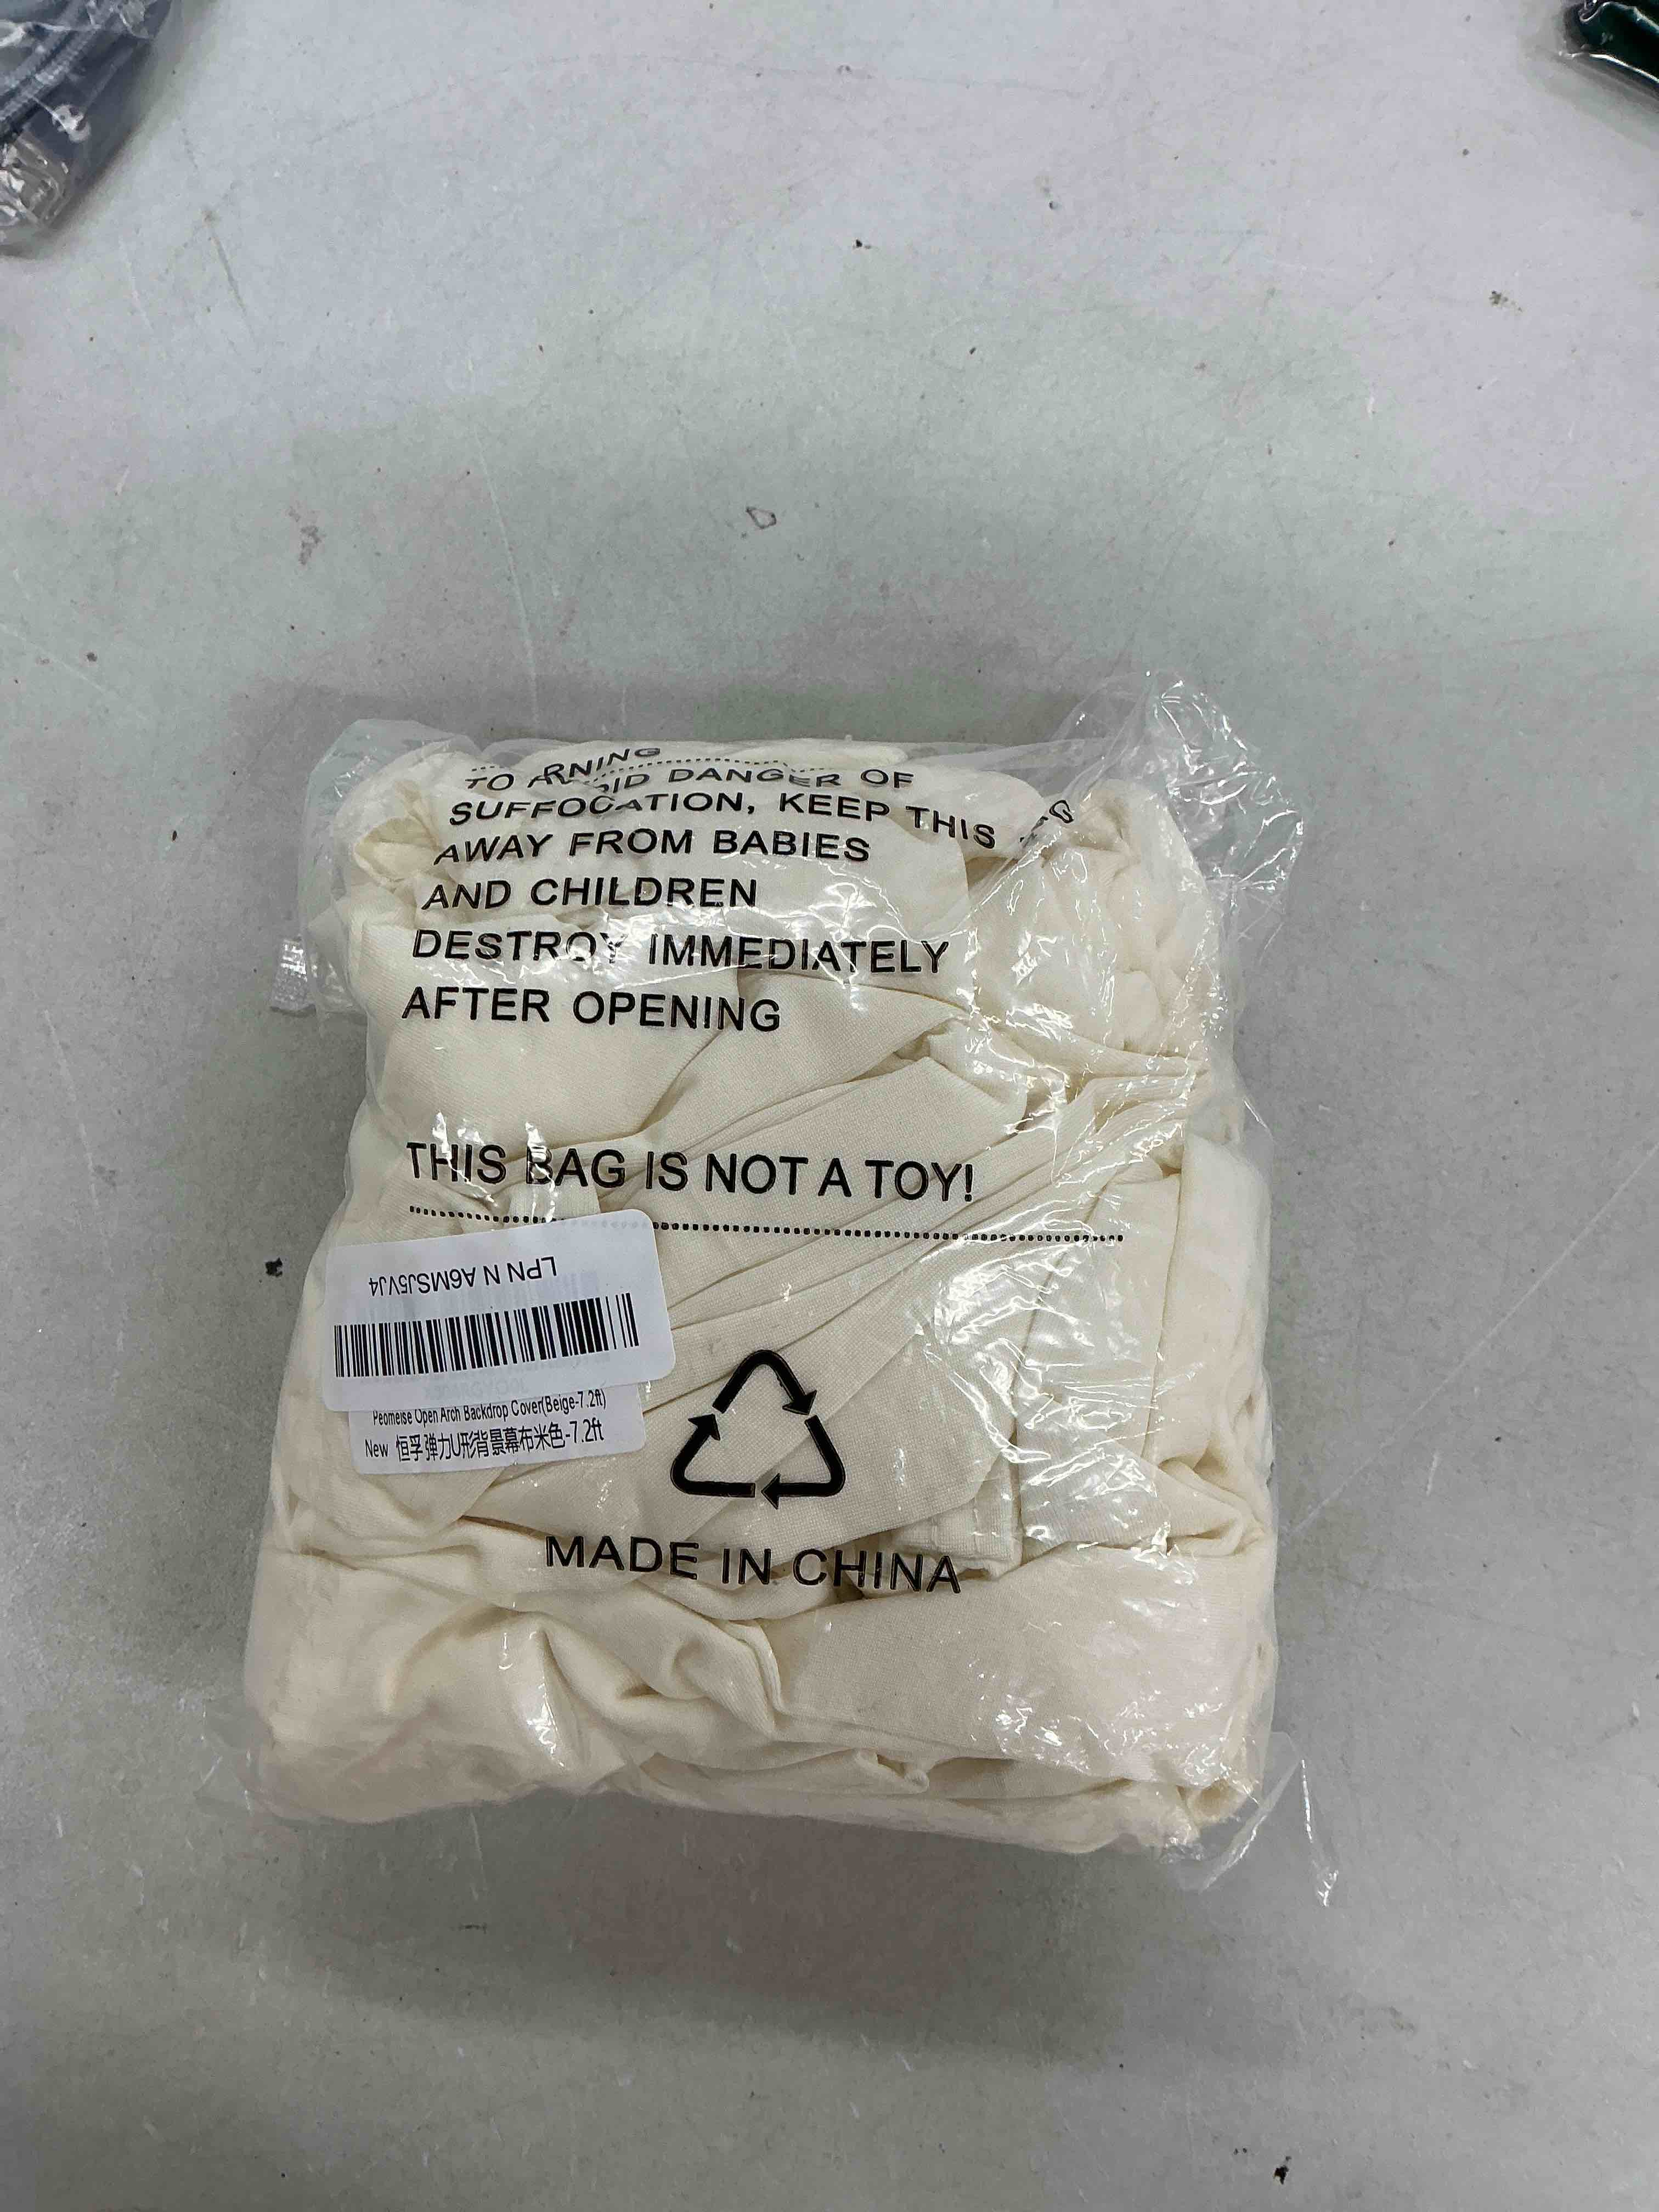 RNING
TO AVOID DANGER OF
SUFFOCATION, KEEP THIS
AWAY FROM BABIES
AND CHILDREN
DESTROY IMMEDIATELY
AFTER OPENING
THIS BAG IS NOT A TOY!
LPN N A6MSJ5VJ4
Peomeise Open Arch Backdrop Cover(Beige-7.2ft)
New 恒孚弹力U形背景幕布米色-7.2ft
MADE IN CHINA